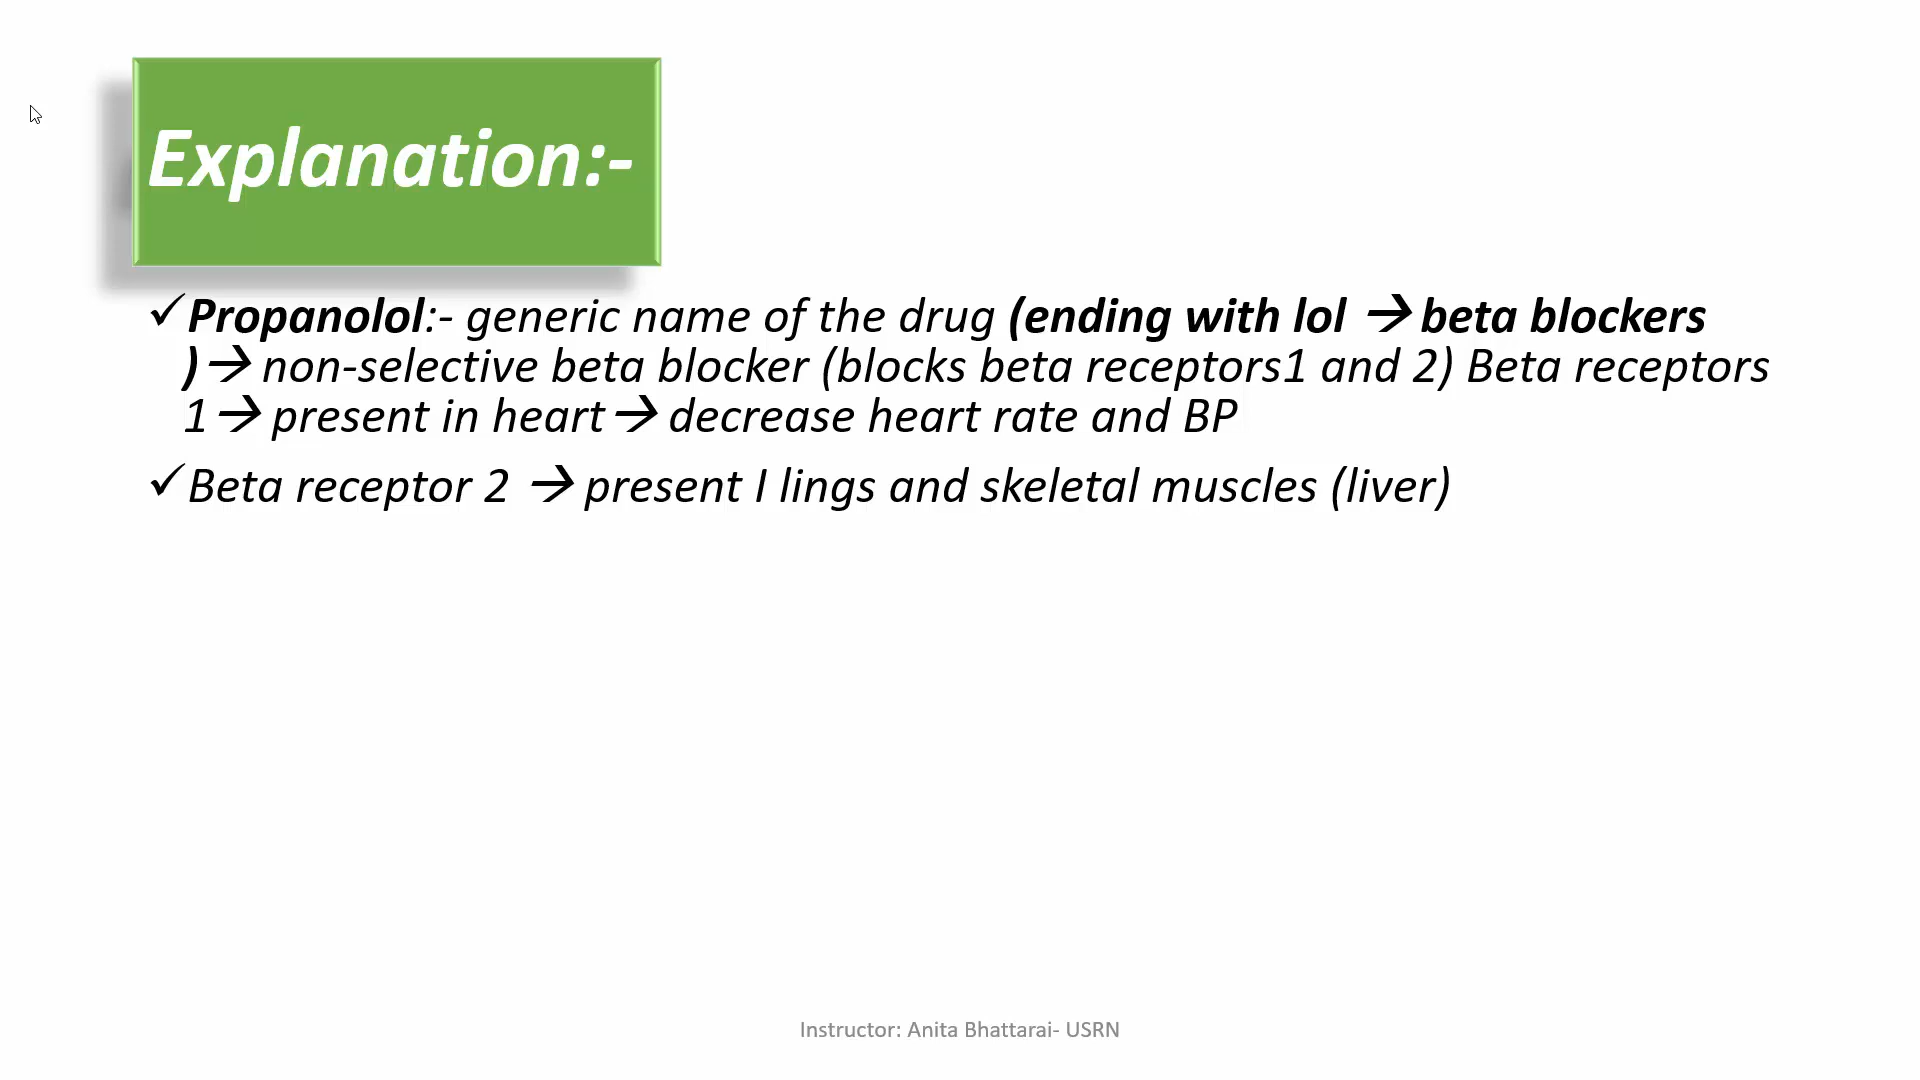 Explanation:-
✓Propanolol:- generic name of the drug (ending with lol → beta blockers
)→ non-selective beta blocker (blocks beta receptors1 and 2) Beta receptors
1→ present in heart→ decrease heart rate and BP
✓Beta receptor 2 → present I lings and skeletal muscles (liver)
Instructor: Anita Bhattarai- USRN